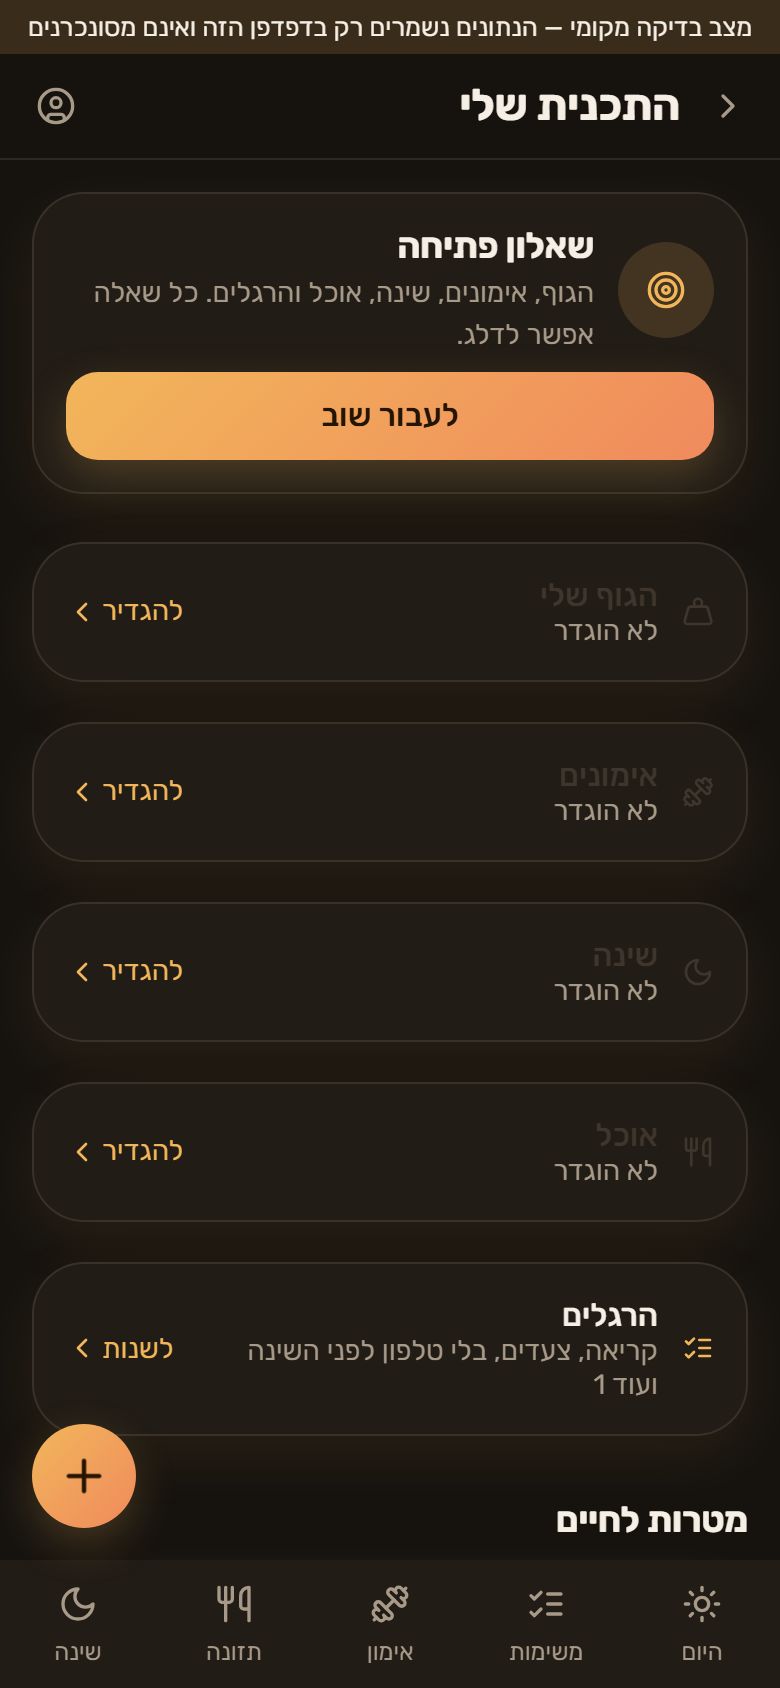 מצב בדיקה מקומי – הנתונים נשמרים רק בדפדפן הזה ואינם מסונכרנים
התכנית שלי
שאלון פתיחה
הגוף, אימונים, שינה, אוכל והרגלים. כל שאלה
אפשר לדלג.
לעבור שוב
הגוף שלי
לא הוגדר
להגדיר
אימונים
לא הוגדר
להגדיר
שינה
לא הוגדר
להגדיר
אוכל
לא הוגדר
להגדיר
הרגלים
קריאה, צעדים, בלי טלפון לפני השינה
ועוד 1
לשנות
מטרות לחיים
היום
משימות
אימון
תזונה
שינה